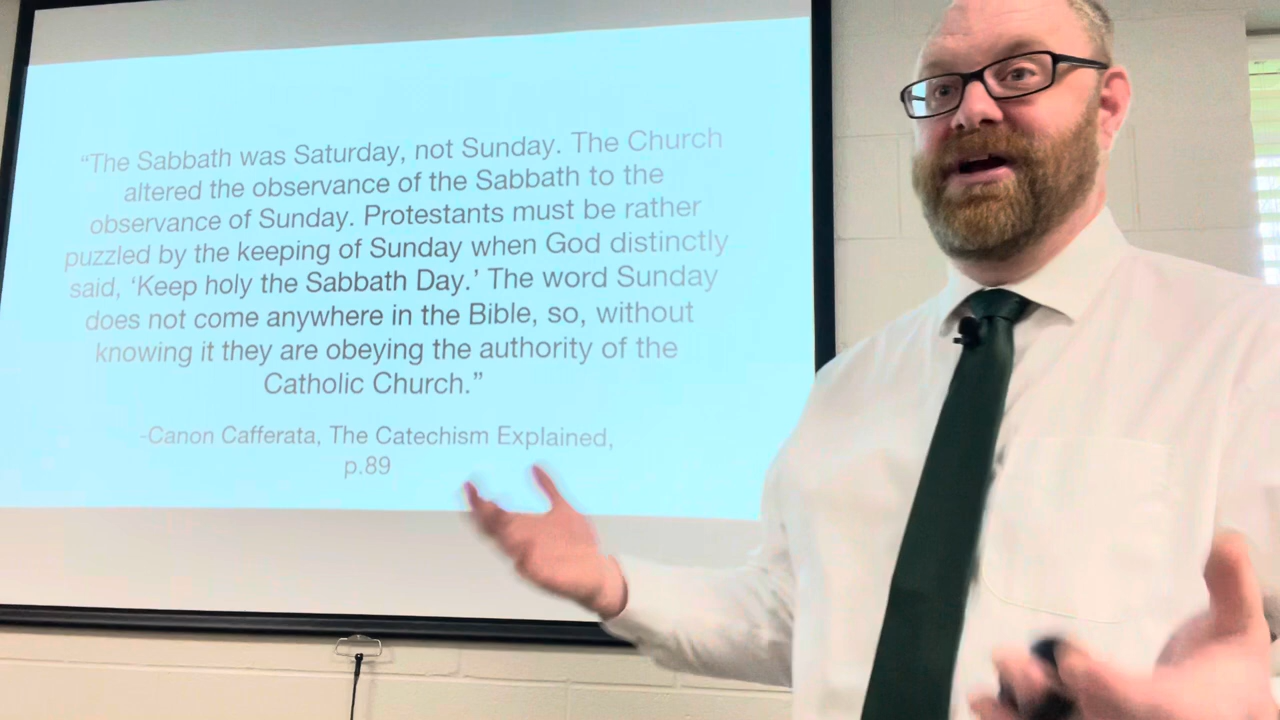 “The Sabbath was Saturday, not Sunday. The Church
altered the observance of the Sabbath to the
observance of Sunday. Protestants must be rather
puzzled by the keeping of Sunday when God distinctly
said, ‘Keep holy the Sabbath Day.’ The word Sunday
does not come anywhere in the Bible, so, without
knowing it they are obeying the authority of the
Catholic Church.”
-Canon Cafferata, The Catechism Explained,
p.89